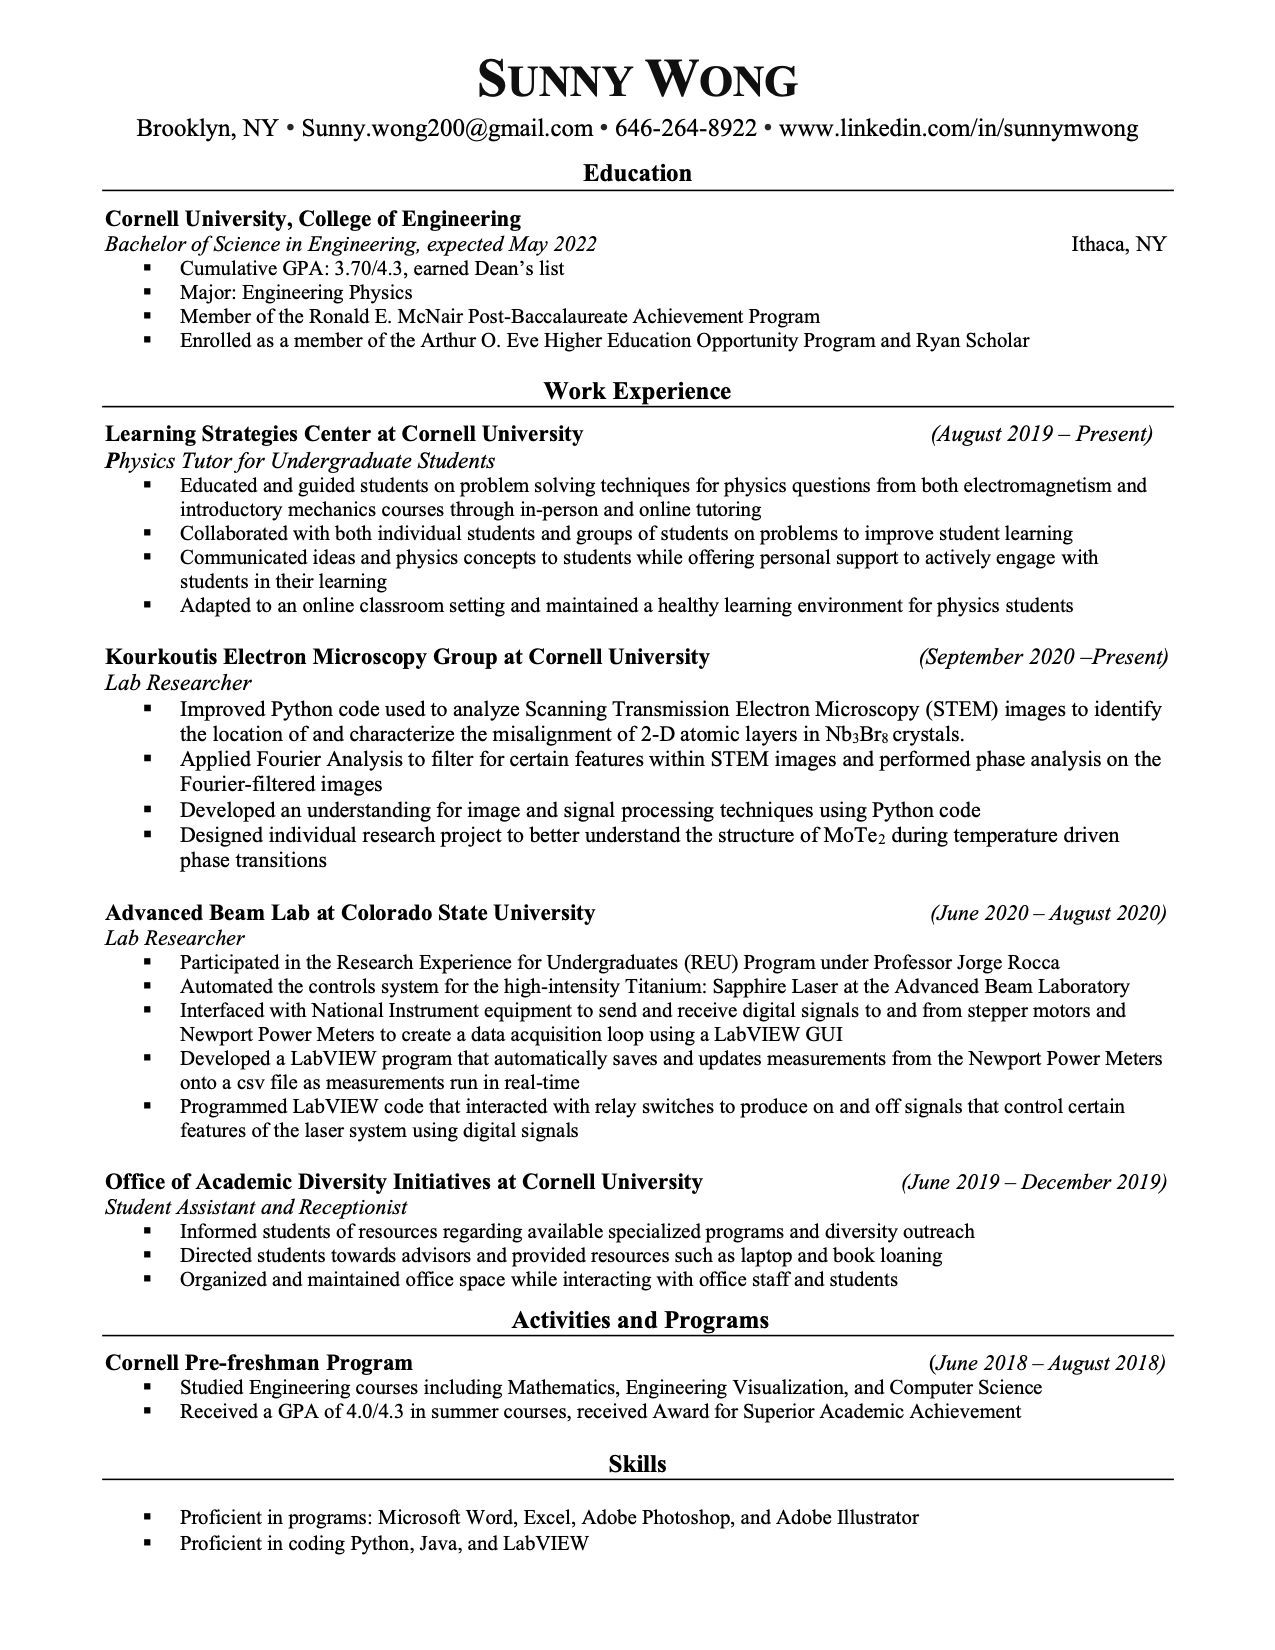 SUNNY WONG
Brooklyn, NY • Sunny.wong200@gmail.com • 646-264-8922 • www.linkedin.com/in/sunnymwong
Education
Cornell University, College of Engineering
Bachelor of Science in Engineering, expected May 2022 Ithaca, NY
▪ Cumulative GPA: 3.70/4.3, earned Dean’s list
▪ Major: Engineering Physics
▪ Member of the Ronald E. McNair Post-Baccalaureate Achievement Program
▪ Enrolled as a member of the Arthur O. Eve Higher Education Opportunity Program and Ryan Scholar
Work Experience
Learning Strategies Center at Cornell University (August 2019 – Present)
Physics Tutor for Undergraduate Students
▪ Educated and guided students on problem solving techniques for physics questions from both electromagnetism and
introductory mechanics courses through in-person and online tutoring
▪ Collaborated with both individual students and groups of students on problems to improve student learning
▪ Communicated ideas and physics concepts to students while offering personal support to actively engage with
students in their learning
▪ Adapted to an online classroom setting and maintained a healthy learning environment for physics students
Kourkoutis Electron Microscopy Group at Cornell University (September 2020 –Present)
Lab Researcher
▪ Improved Python code used to analyze Scanning Transmission Electron Microscopy (STEM) images to identify
the location of and characterize the misalignment of 2-D atomic layers in Nb₃Br₈ crystals.
▪ Applied Fourier Analysis to filter for certain features within STEM images and performed phase analysis on the
Fourier-filtered images
▪ Developed an understanding for image and signal processing techniques using Python code
▪ Designed individual research project to better understand the structure of MoTe₂ during temperature driven
phase transitions
Advanced Beam Lab at Colorado State University (June 2020 – August 2020)
Lab Researcher
▪ Participated in the Research Experience for Undergraduates (REU) Program under Professor Jorge Rocca
▪ Automated the controls system for the high-intensity Titanium: Sapphire Laser at the Advanced Beam Laboratory
▪ Interfaced with National Instrument equipment to send and receive digital signals to and from stepper motors and
Newport Power Meters to create a data acquisition loop using a LabVIEW GUI
▪ Developed a LabVIEW program that automatically saves and updates measurements from the Newport Power Meters
onto a csv file as measurements run in real-time
▪ Programmed LabVIEW code that interacted with relay switches to produce on and off signals that control certain
features of the laser system using digital signals
Office of Academic Diversity Initiatives at Cornell University (June 2019 – December 2019)
Student Assistant and Receptionist
▪ Informed students of resources regarding available specialized programs and diversity outreach
▪ Directed students towards advisors and provided resources such as laptop and book loaning
▪ Organized and maintained office space while interacting with office staff and students
Activities and Programs
Cornell Pre-freshman Program (June 2018 – August 2018)
▪ Studied Engineering courses including Mathematics, Engineering Visualization, and Computer Science
▪ Received a GPA of 4.0/4.3 in summer courses, received Award for Superior Academic Achievement
Skills
▪ Proficient in programs: Microsoft Word, Excel, Adobe Photoshop, and Adobe Illustrator
▪ Proficient in coding Python, Java, and LabVIEW